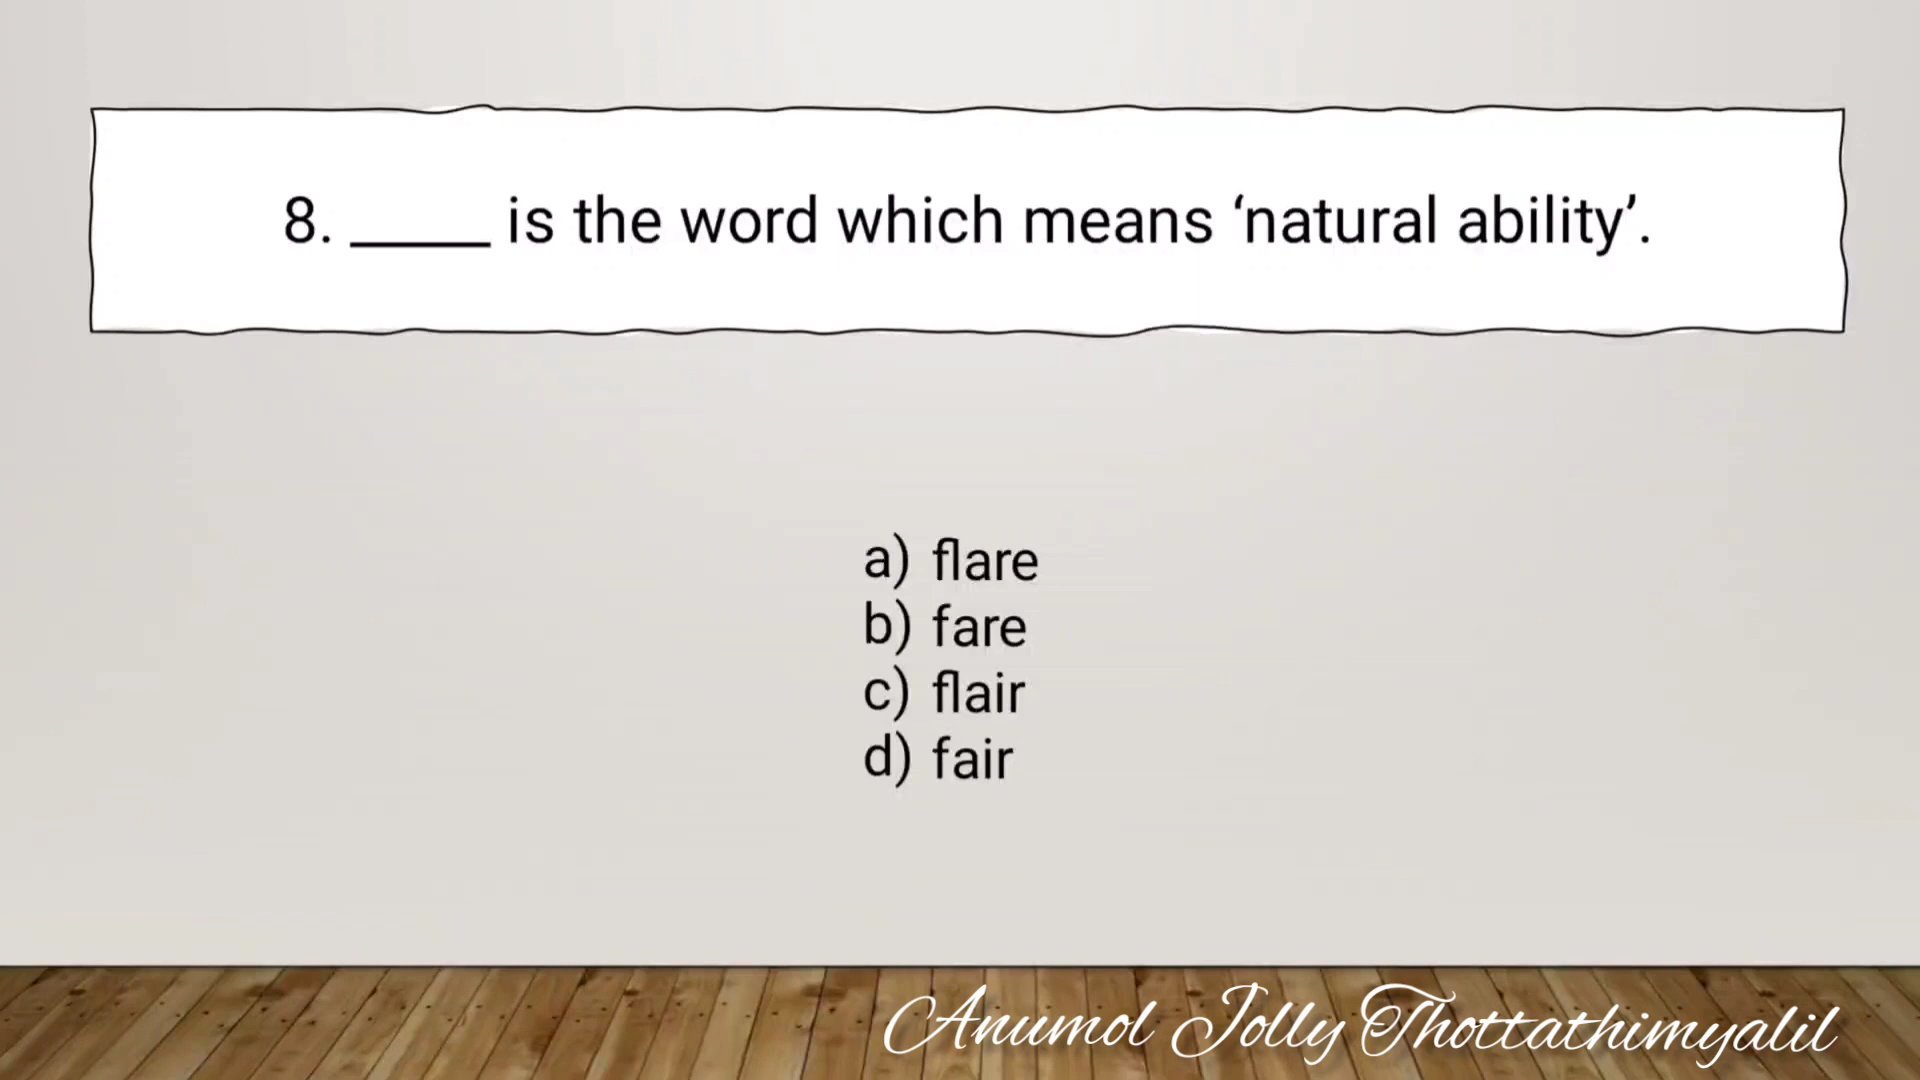 8. _____ is the word which means ‘natural ability’.
a) flare
b) fare
c) flair
d) fair
Anumol Jolly Thottathimyalil